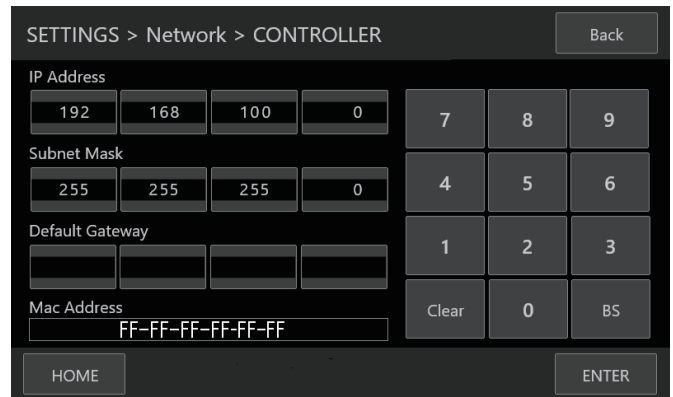 SETTINGS > Network > CONTROLLER Back
IP Address
192 168 100 0
7 8 9
Subnet Mask
255 255 255 0
4 5 6
Default Gateway
1 2 3
Mac Address
FF-FF-FF-FF-FF-FF
Clear 0 BS
HOME ENTER